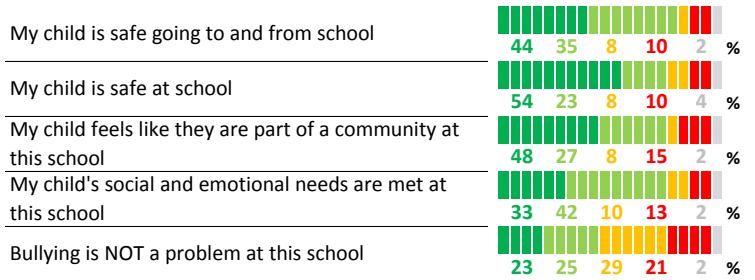 My child is safe going to and from school
44 35 8 10 2 %
My child is safe at school
54 23 8 10 4 %
My child feels like they are part of a community at
this school
48 27 8 15 2 %
My child's social and emotional needs are met at
this school
33 42 10 13 2 %
Bullying is NOT a problem at this school
23 25 29 21 2 %